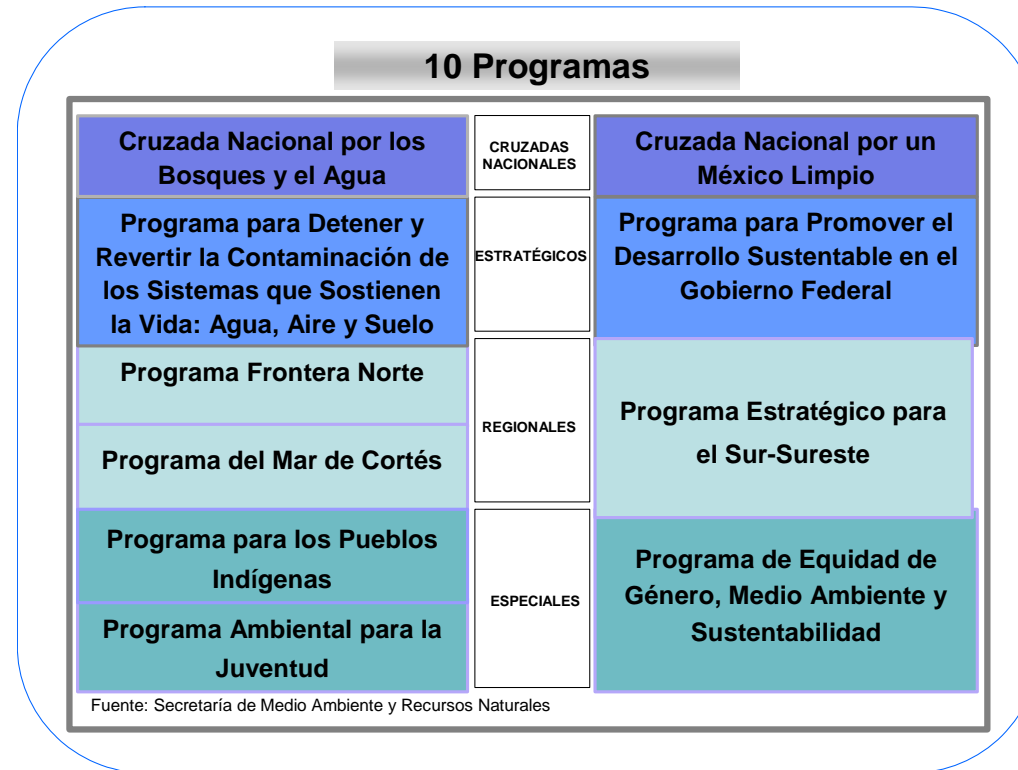 10 Programas
Cruzada Nacional por los
Bosques y el Agua
CRUZADAS
NACIONALES
Cruzada Nacional por un
México Limpio
Programa para Detener y
Revertir la Contaminación de
los Sistemas que Sostienen
la Vida: Agua, Aire y Suelo
ESTRATÉGICOS
Programa para Promover el
Desarrollo Sustentable en el
Gobierno Federal
Programa Frontera Norte
Programa del Mar de Cortés
REGIONALES
Programa Estratégico para
el Sur-Sureste
Programa para los Pueblos
Indígenas
Programa Ambiental para la
Juventud
ESPECIALES
Programa de Equidad de
Género, Medio Ambiente y
Sustentabilidad
Fuente: Secretaría de Medio Ambiente y Recursos Naturales